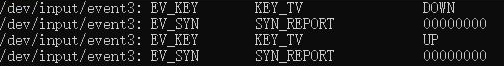 /dev/input/event3: EV_KEY KEY_TV DOWN
/dev/input/event3: EV_SYN SYN_REPORT 00000000
/dev/input/event3: EV_KEY KEY_TV UP
/dev/input/event3: EV_SYN SYN_REPORT 00000000